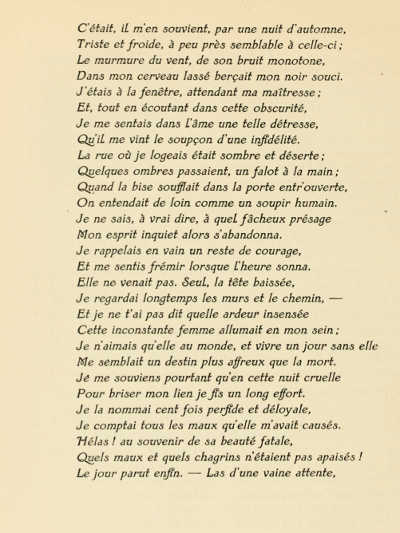 C'était, il m'en souvient, par une nuit d'automne,
Triste et froide, à peu près semblable à celle-ci ;
Le murmure du vent, de son bruit monotone,
Dans mon cerveau lassé berçait mon noir souci.
J'étais à la fenêtre, attendant ma maîtresse ;
Et, tout en écoutant dans cette obscurité,
Je me sentais dans l'âme une telle détresse,
Qu'il me vint le soupçon d'une infidélité.
La rue où je logeais était sombre et déserte ;
Quelques ombres passaient, un falot à la main ;
Quand la bise soufflait dans la porte entr'ouverte,
On entendait de loin comme un soupir humain.
Je ne sais, à vrai dire, à quel fâcheux présage
Mon esprit inquiet alors s'abandonna.
Je rappelais en vain un reste de courage,
Et me sentis frémir lorsque l'heure sonna.
Elle ne venait pas. Seul, la tête baissée,
Je regardai longtemps les murs et le chemin, —
Et je ne t'ai pas dit quelle ardeur insensée
Cette inconstante femme allumait en mon sein ;
Je n'aimais qu'elle au monde, et vivre un jour sans elle
Me semblait un destin plus affreux que la mort.
Je me souviens pourtant qu'en cette nuit cruelle
Pour briser mon lien je fis un long effort.
Je la nommai cent fois perfide et déloyale,
Je comptai tous les maux qu'elle m'avait causés.
Hélas ! au souvenir de sa beauté fatale,
Quels maux et quels chagrins n'étaient pas apaisés !
Le jour parut enfin. — Las d'une vaine attente,